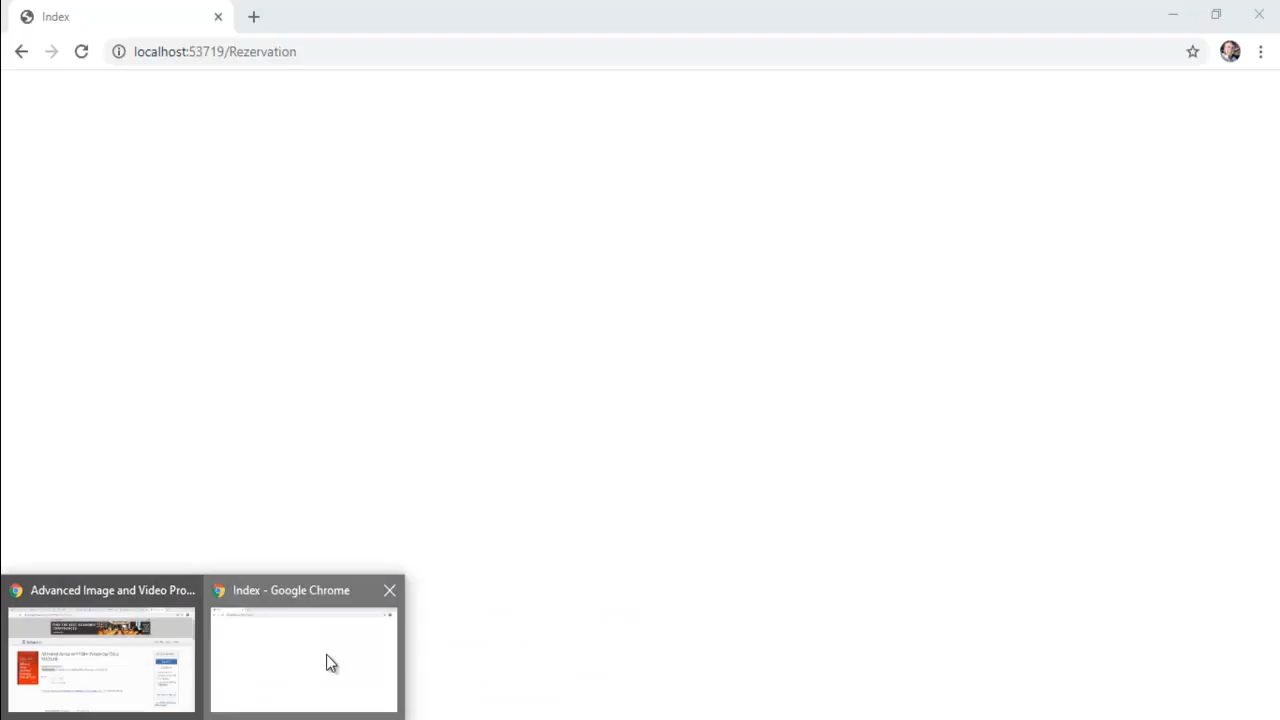 Index
localhost:53719/Rezervation
Advanced Image and Video Pro...
Index - Google Chrome